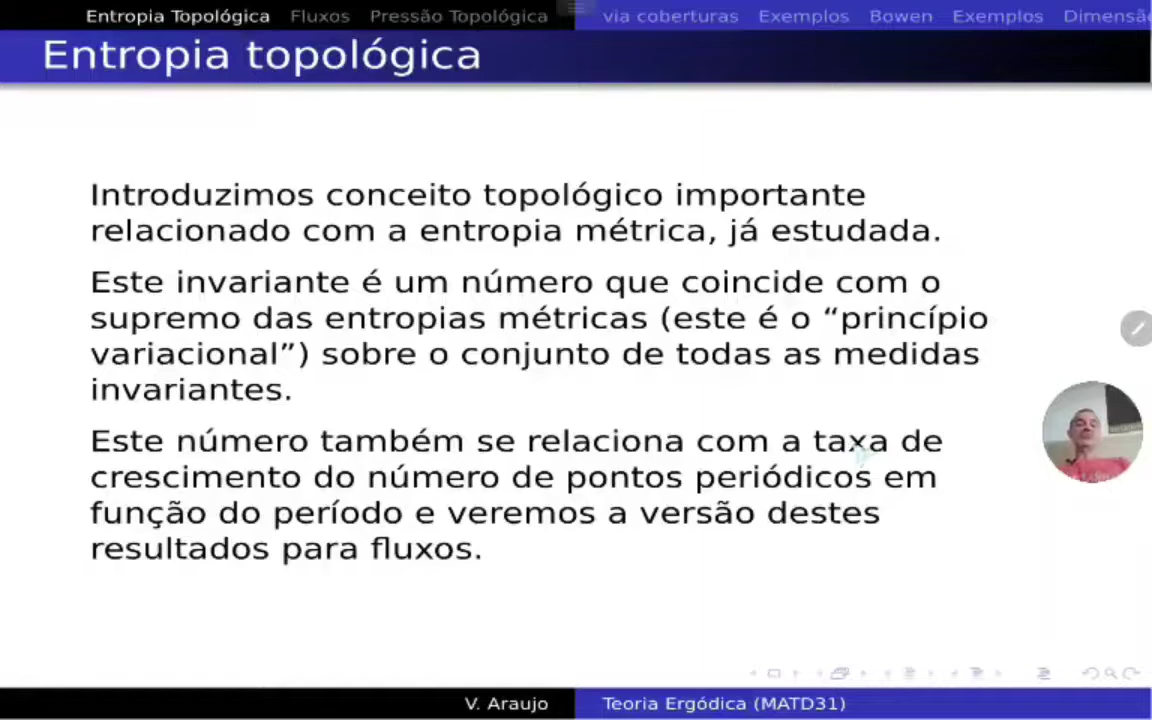 Entropia Topológica Fluxos Pressão Topológica via coberturas Exemplos Bowen Exemplos Dimensão
Entropia topológica
Introduzimos conceito topológico importante
relacionado com a entropia métrica, já estudada.
Este invariante é um número que coincide com o
supremo das entropias métricas (este é o “princípio
variacional”) sobre o conjunto de todas as medidas
invariantes.
Este número também se relaciona com a taxa de
crescimento do número de pontos periódicos em
função do período e veremos a versão destes
resultados para fluxos.
V. Araujo Teoria Ergódica (MATD31)